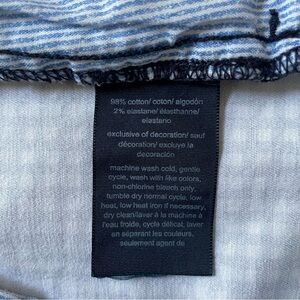 98% cotton/ coton/ algodón
2% elastane/ élasthanne/
elastano
exclusive of decoration/ sauf
décoration/ excluye la
decoración
machine wash cold, gentle
cycle, wash with like colors,
non-chlorine bleach only,
tumble dry normal cycle, low
heat, low heat iron if necessary,
dry clean/laver à la machine à
l'eau froide, cycle délicat, laver
en séparant les couleurs,
seulement agent de